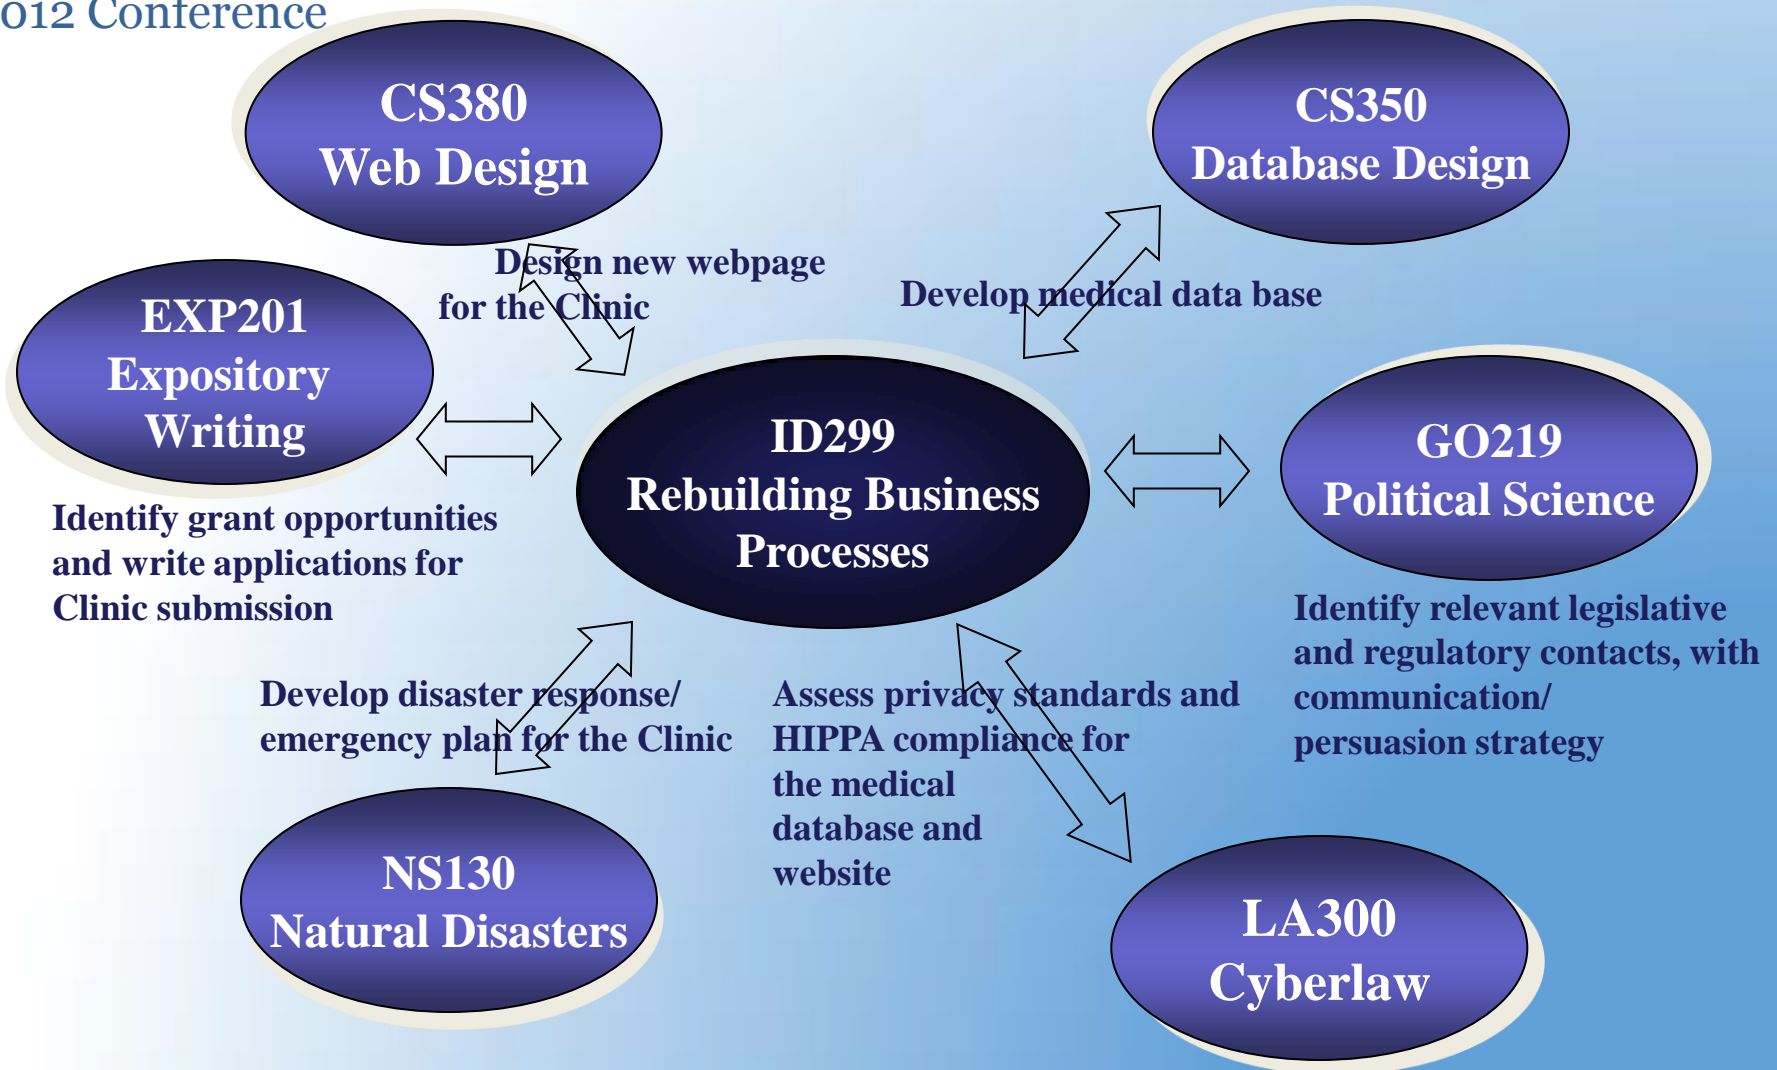 012 Conference
CS380
Web Design
CS350
Database Design
Design new webpage
for the Clinic
Develop medical data base
EXP201
Expository
Writing
ID299
Rebuilding Business
Processes
GO219
Political Science
Identify grant opportunities
and write applications for
Clinic submission
Identify relevant legislative
and regulatory contacts, with
communication/
persuasion strategy
Develop disaster response/
emergency plan for the Clinic
Assess privacy standards and
HIPPA compliance for
the medical
database and
website
NS130
Natural Disasters
LA300
Cyberlaw